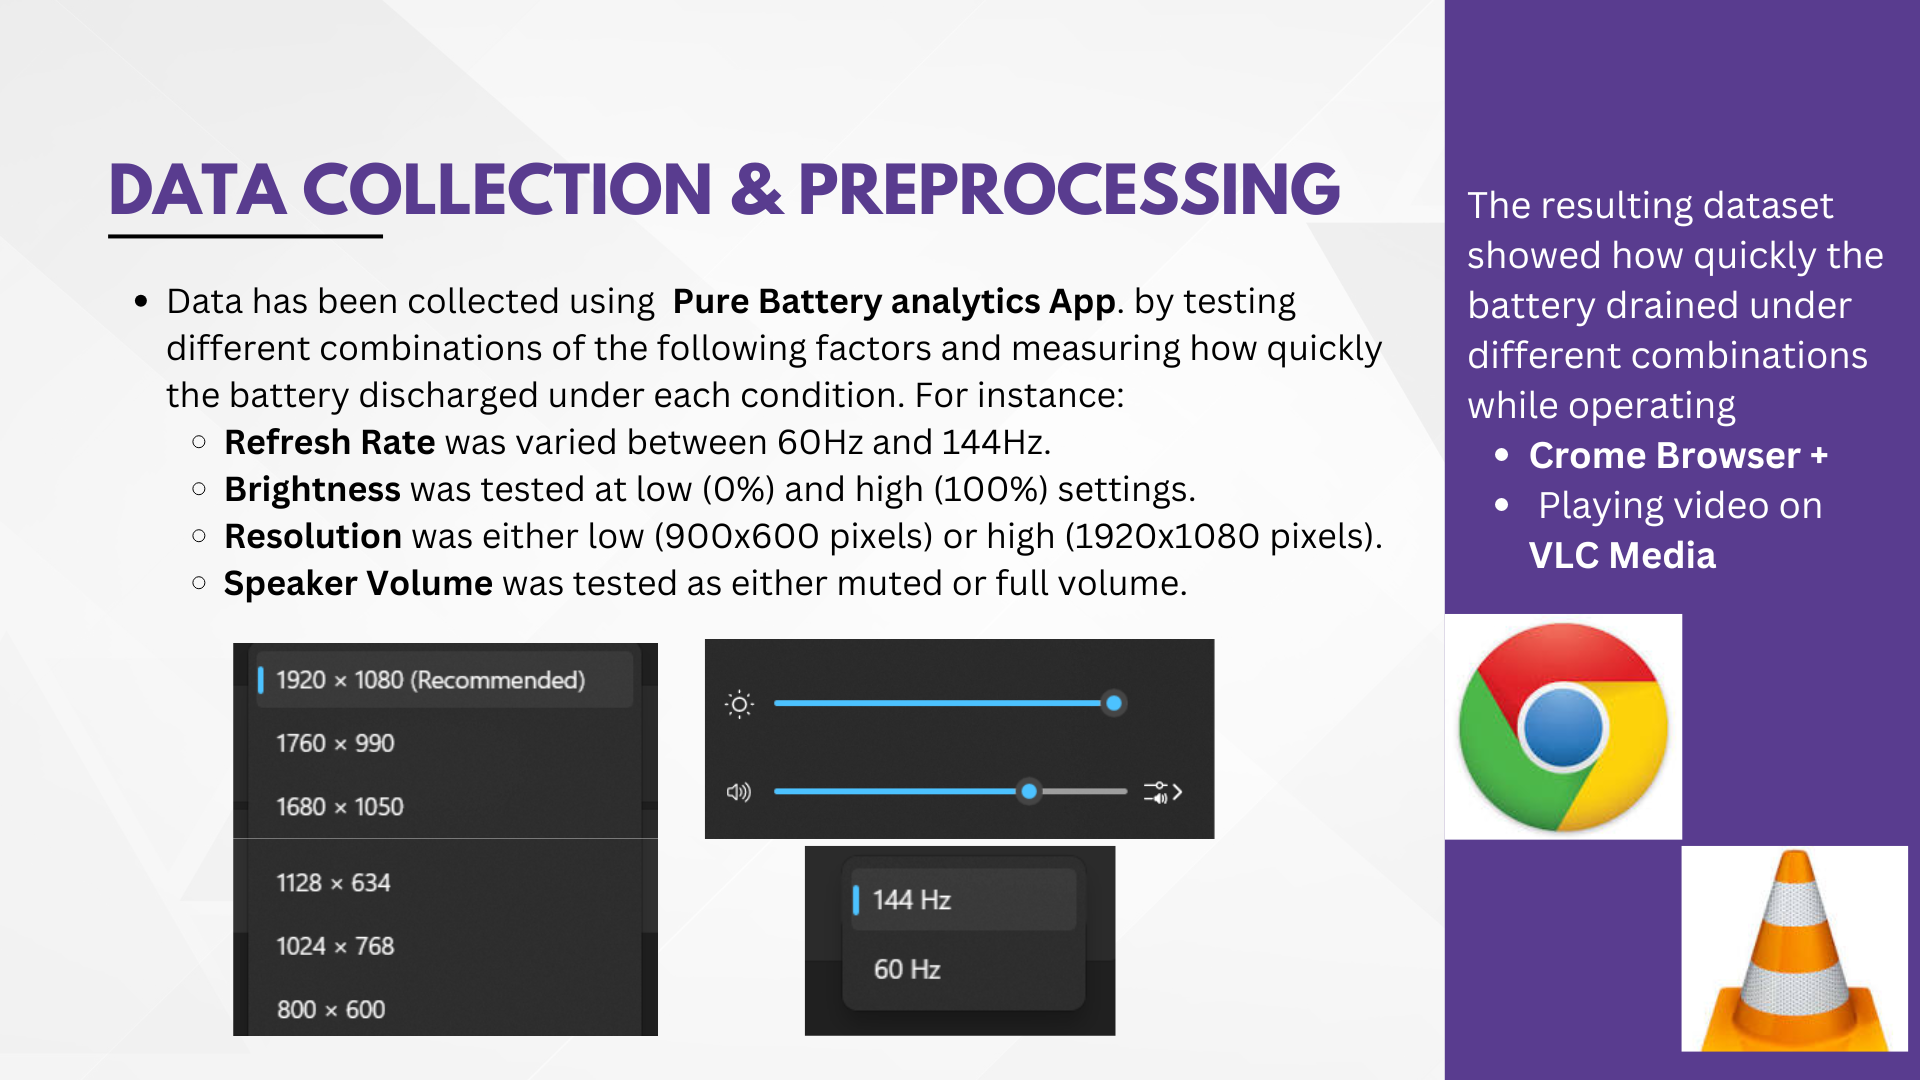 DATA COLLECTION & PREPROCESSING
• Data has been collected using  Pure Battery analytics App. by testing
different combinations of the following factors and measuring how quickly
the battery discharged under each condition. For instance:
◦ Refresh Rate was varied between 60Hz and 144Hz.
◦ Brightness was tested at low (0%) and high (100%) settings.
◦ Resolution was either low (900x600 pixels) or high (1920x1080 pixels).
◦ Speaker Volume was tested as either muted or full volume.
1920 × 1080 (Recommended)
1760 × 990
1680 × 1050
1128 × 634
1024 × 768
800 × 600
144 Hz
60 Hz
The resulting dataset
showed how quickly the
battery drained under
different combinations
while operating
• Crome Browser +
• Playing video on
VLC Media